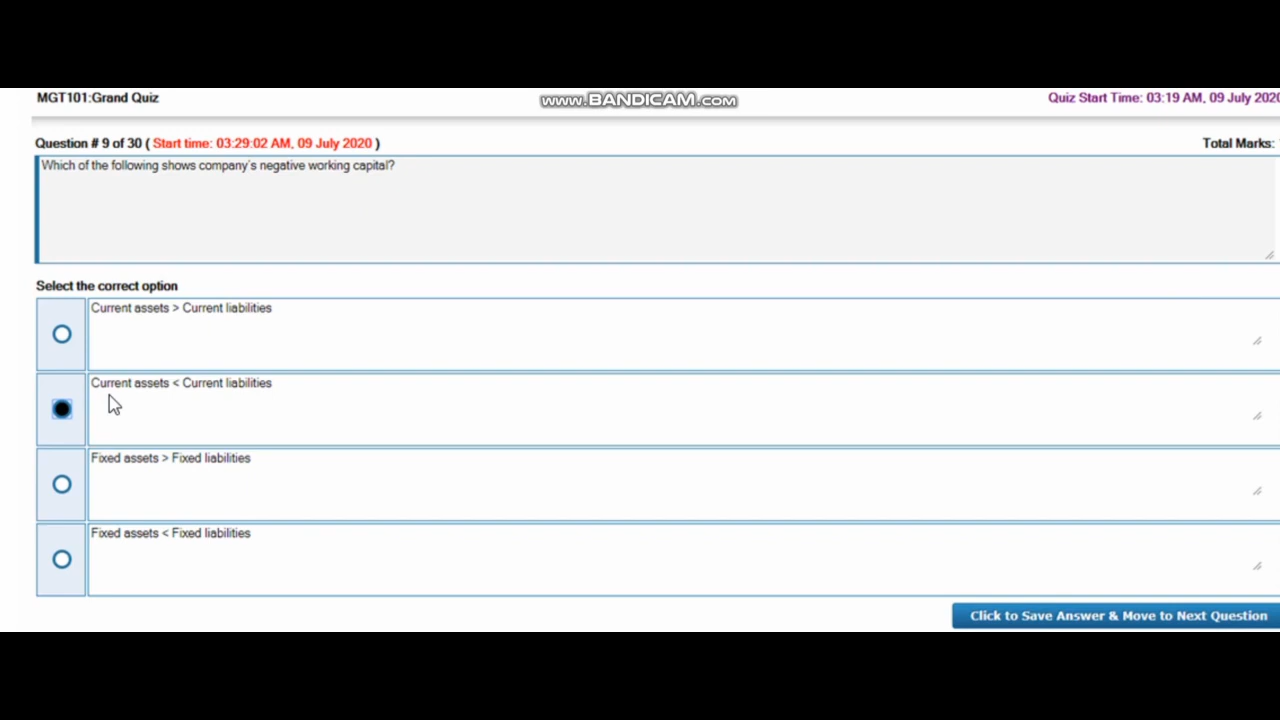 www.BANDICAM.com
MGT101:Grand Quiz
Quiz Start Time: 03:19 AM, 09 July 2020
Question # 9 of 30 ( Start time: 03:29:02 AM, 09 July 2020 )
Total Marks:
Which of the following shows company's negative working capital?
Select the correct option
Current assets > Current liabilities
Current assets < Current liabilities
Fixed assets > Fixed liabilities
Fixed assets < Fixed liabilities
Click to Save Answer & Move to Next Question